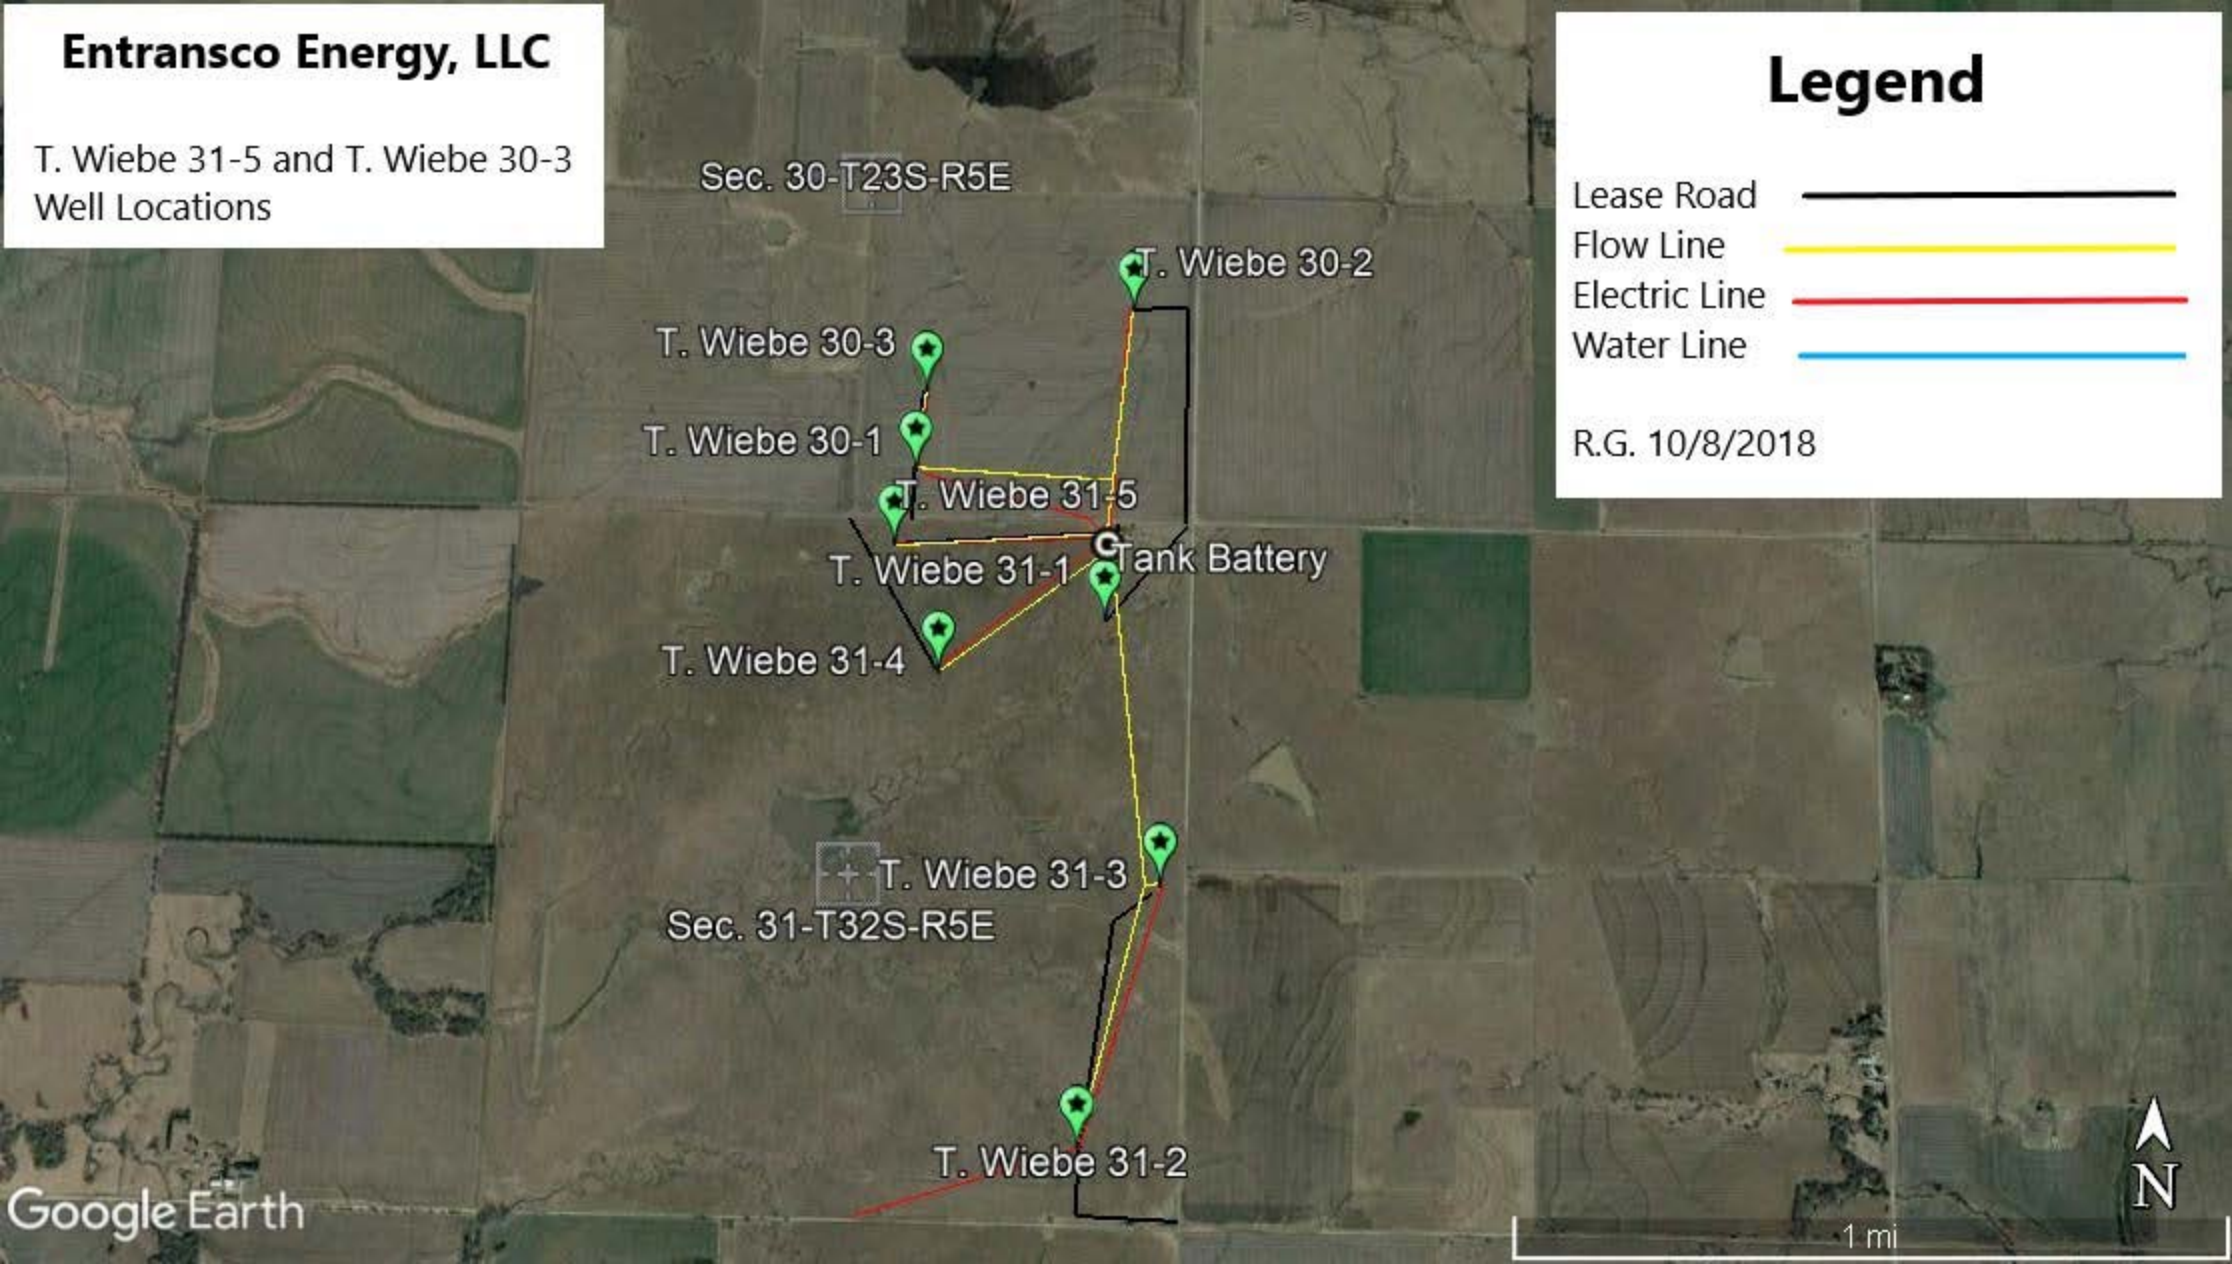 Entransco Energy, LLC
T. Wiebe 31-5 and T. Wiebe 30-3
Well Locations
Legend
Lease Road
Flow Line
Electric Line
Water Line
R.G. 10/8/2018
Sec. 30-T23S-R5E
T. Wiebe 30-2
T. Wiebe 30-3
T. Wiebe 30-1
T. Wiebe 31-5
Tank Battery
T. Wiebe 31-1
T. Wiebe 31-4
T. Wiebe 31-3
Sec. 31-T32S-R5E
T. Wiebe 31-2
N
Google Earth
1 mi